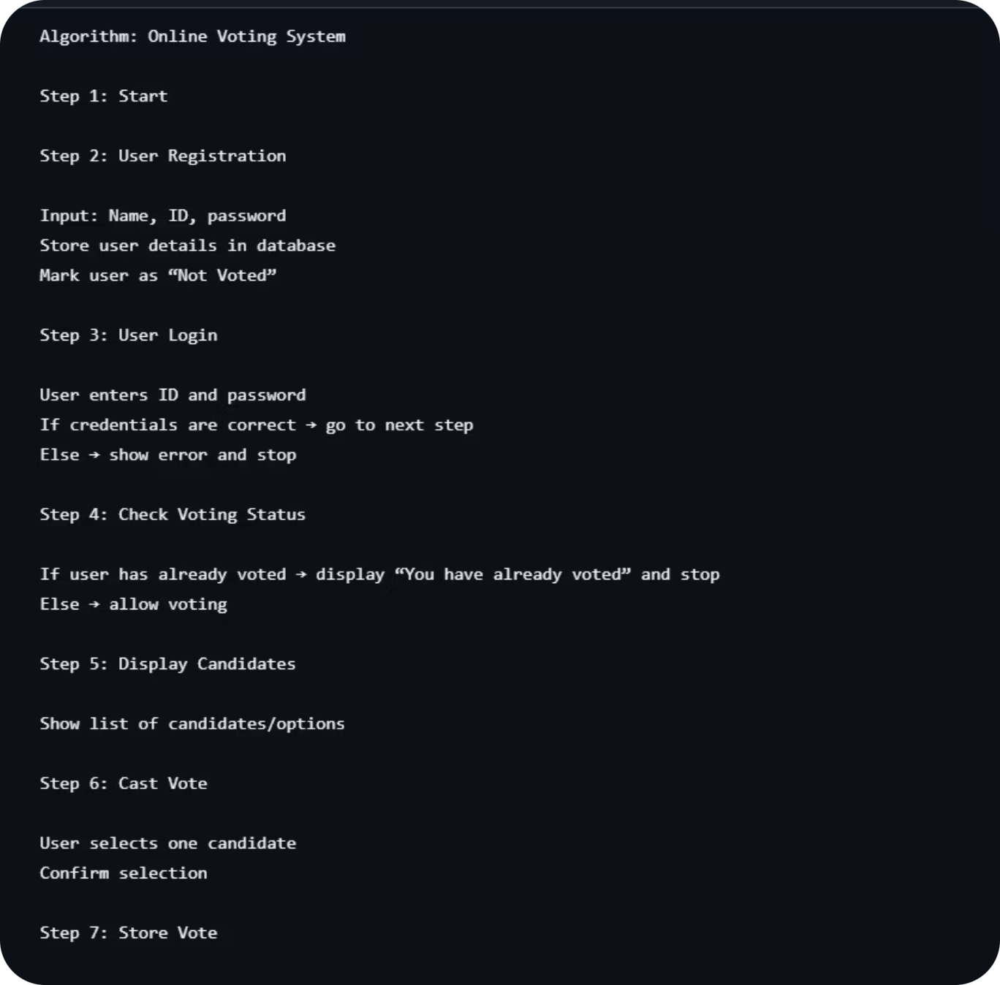 Algorithm: Online Voting System
Step 1: Start
Step 2: User Registration
Input: Name, ID, password
Store user details in database
Mark user as “Not Voted”
Step 3: User Login
User enters ID and password
If credentials are correct → go to next step
Else → show error and stop
Step 4: Check Voting Status
If user has already voted → display “You have already voted” and stop
Else → allow voting
Step 5: Display Candidates
Show list of candidates/options
Step 6: Cast Vote
User selects one candidate
Confirm selection
Step 7: Store Vote